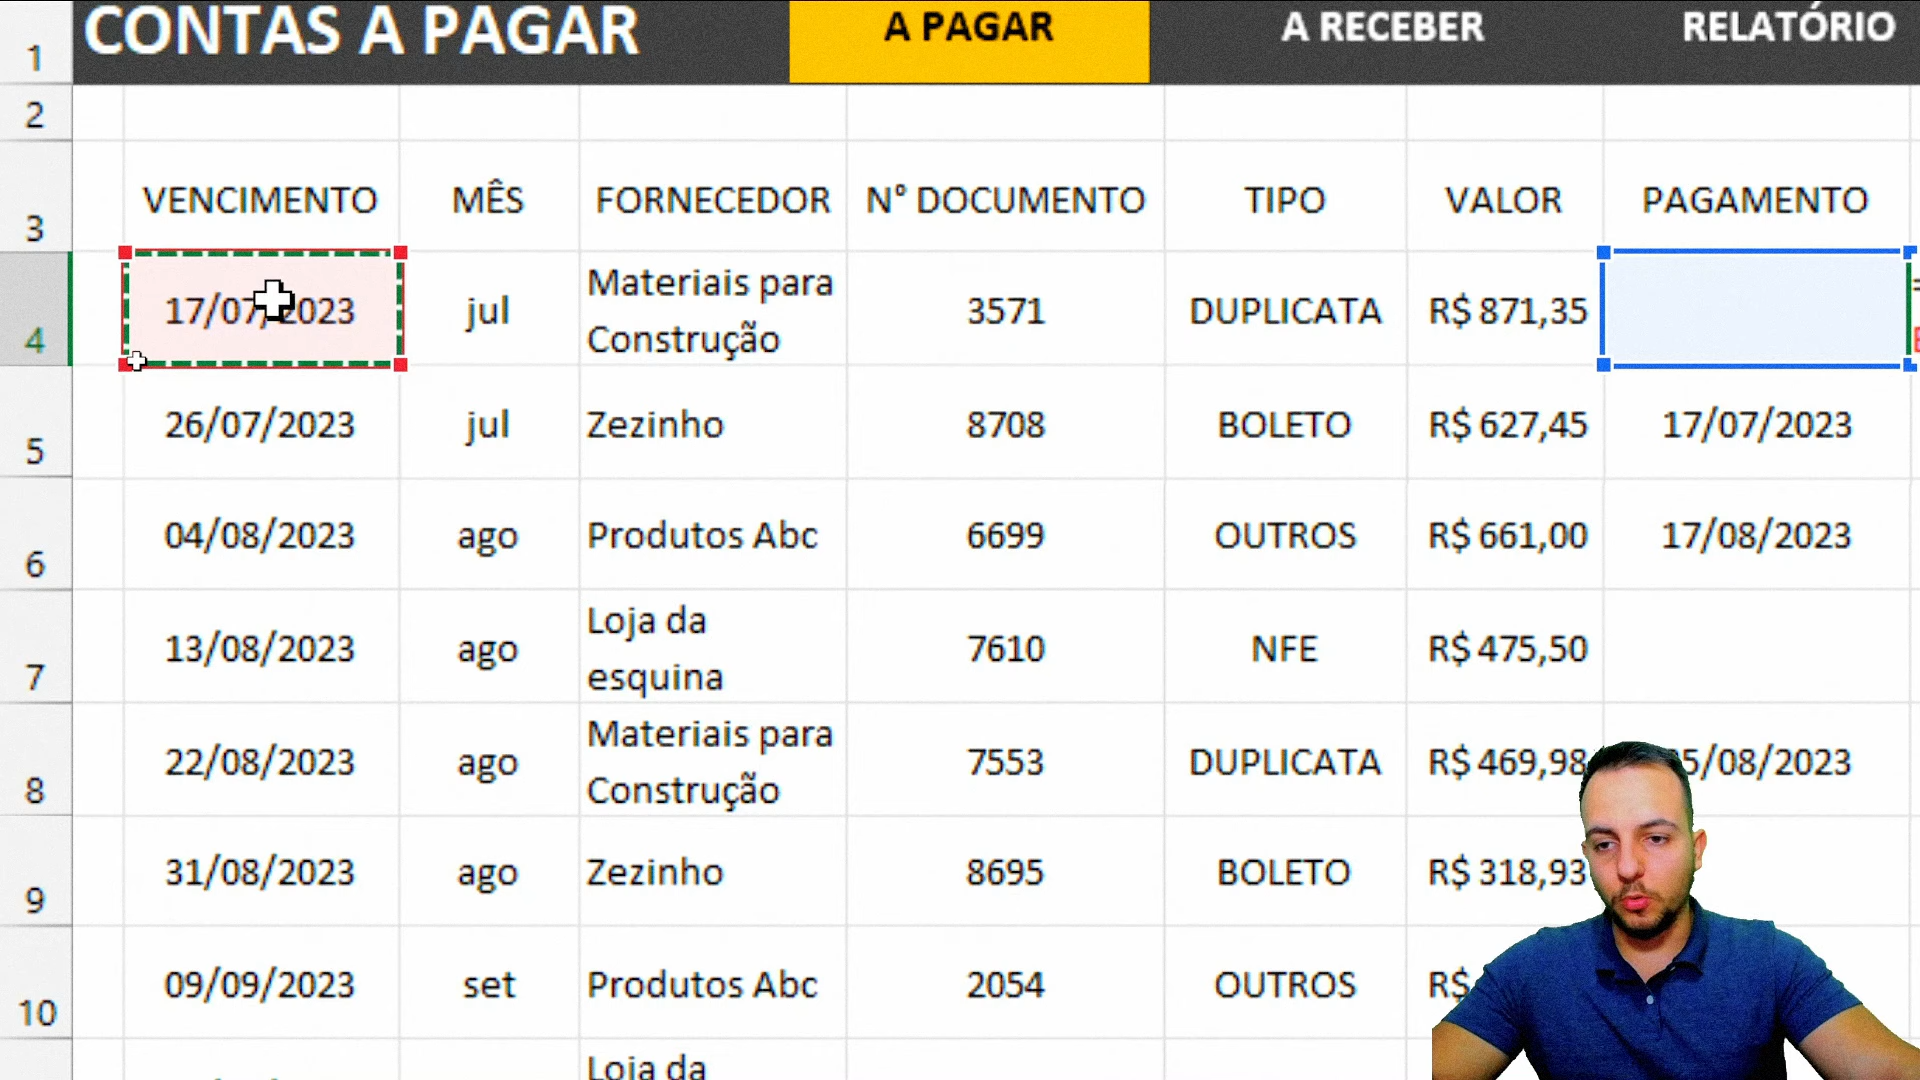 CONTAS A PAGAR A PAGAR A RECEBER RELATÓRIO
1
2
VENCIMENTO MÊS FORNECEDOR Nº DOCUMENTO TIPO VALOR PAGAMENTO
3
17/07/2023 jul Materiais para Construção 3571 DUPLICATA R$ 871,35
4
26/07/2023 jul Zezinho 8708 BOLETO R$ 627,45 17/07/2023
5
04/08/2023 ago Produtos Abc 6699 OUTROS R$ 661,00 17/08/2023
6
13/08/2023 ago Loja da esquina 7610 NFE R$ 475,50
7
22/08/2023 ago Materiais para Construção 7553 DUPLICATA R$ 469,98 5/08/2023
8
31/08/2023 ago Zezinho 8695 BOLETO R$ 318,93
9
09/09/2023 set Produtos Abc 2054 OUTROS R$
10
Loja da